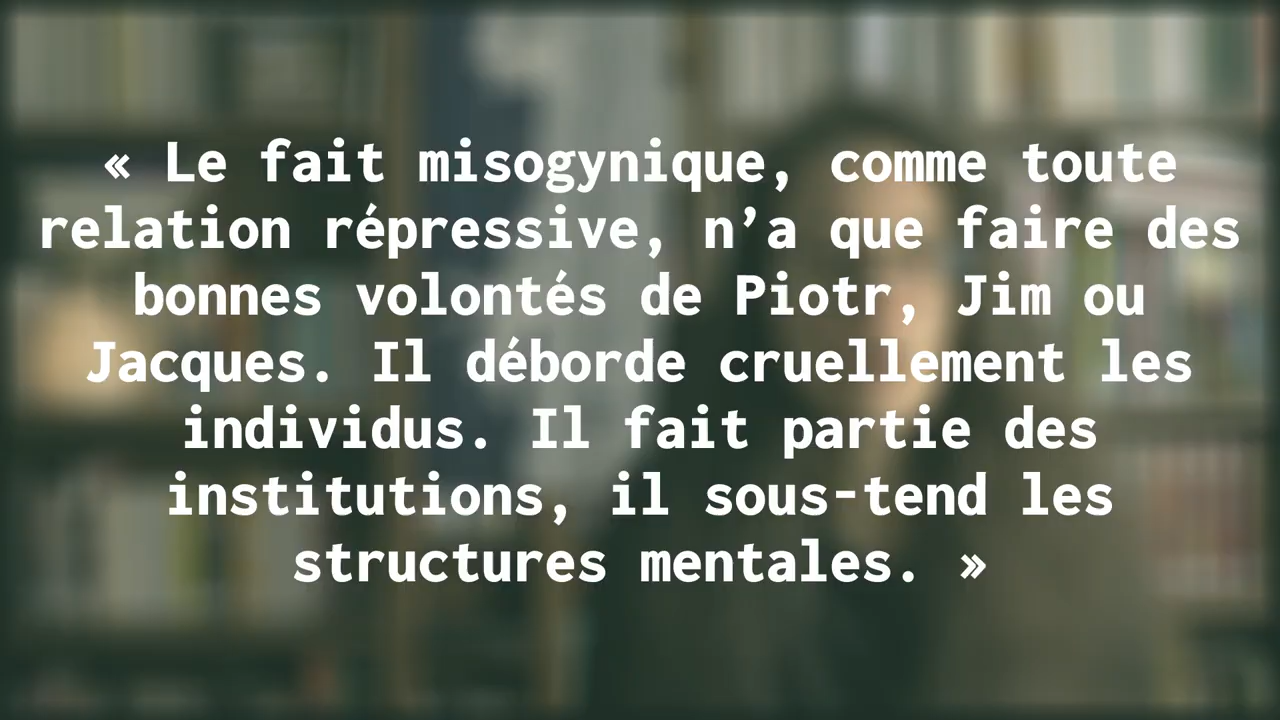 « Le fait misogynique, comme toute
relation répressive, n’a que faire des
bonnes volontés de Piotr, Jim ou
Jacques. Il déborde cruellement les
individus. Il fait partie des
institutions, il sous-tend les
structures mentales. »